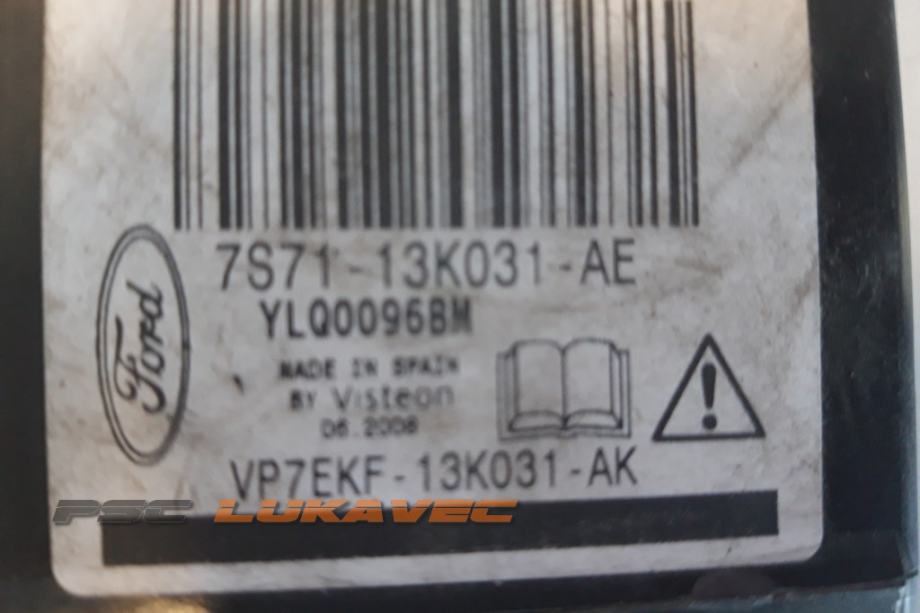 7S71-13K031-AE
YLQ0096BM
Ford
MADE IN SPAIN
BY Visteon
06.2008
VP7EKF-13K031-AK
PSC LUKAVEC